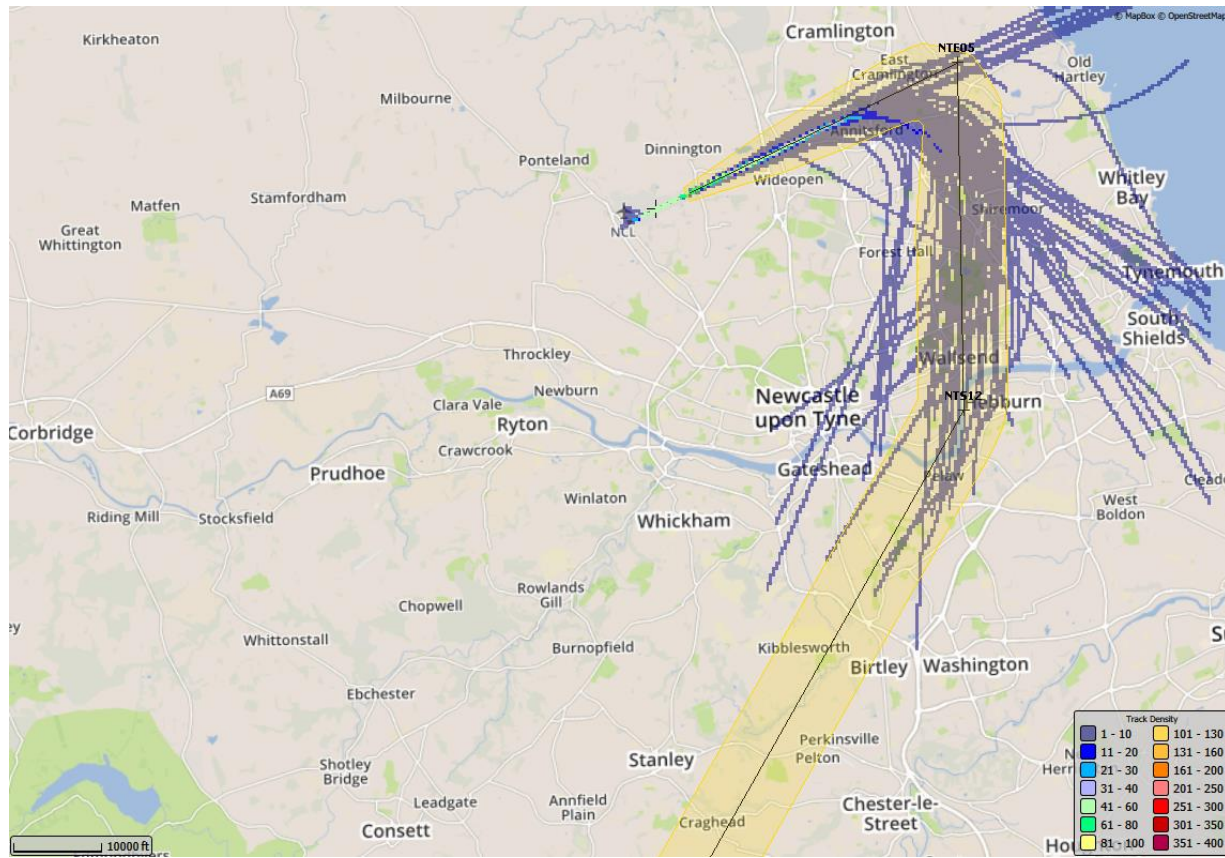 © MapBox © OpenStreetMap
Kirkheaton
Cramlington
NTE05
East
Cramlington
Old
Hartley
Milbourne
Annitsford
Dinnington
Ponteland
Wideopen
Whitley
Bay
Stamfordham
Matfen
Great
Whittington
NCL
Shiremoor
Forest Hall
Tynemouth
South
Shields
Throckley
Wallsend
A69
Newburn
Newcastle
upon Tyne
NTS12
Hebburn
Clara Vale
Corbridge
Ryton
Crawcrook
Prudhoe
Gateshead
Felling
Winlaton
West
Boldon
Riding Mill
Stocksfield
Whickham
Rowlands
Gill
Chopwell
Whittonstall
Burnopfield
Kibblesworth
Birtley
Washington
Ebchester
Perkinsville
Pelton
Stanley
Shotley
Bridge
Leadgate
Annfield
Plain
Craghead
Chester-le-
Street
Consett
10000 ft
Track Density
1 - 10
11 - 20
21 - 30
31 - 40
41 - 60
61 - 80
81 - 100
101 - 130
131 - 160
161 - 200
201 - 250
251 - 300
301 - 350
351 - 400